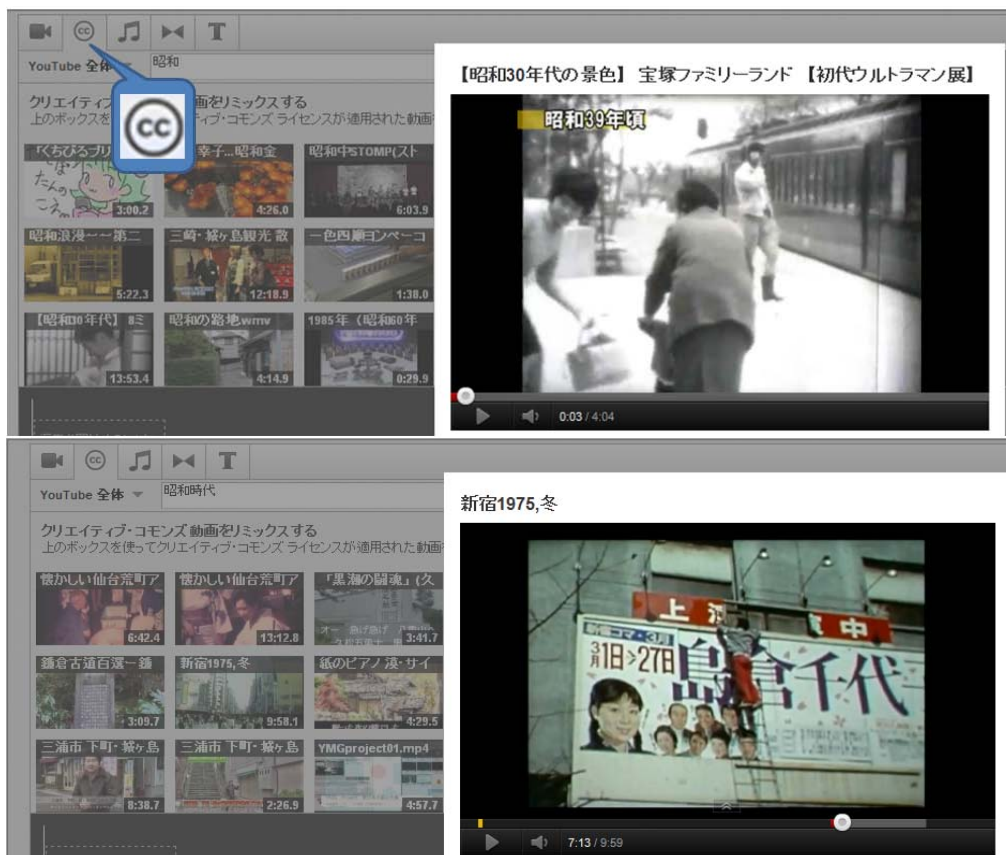 CC
T
YouTube 全体
昭和
クリエイティブ
動画をリミックスする
上のボックスを
ティブ・コモンズ ライセンスが適用された動画
cc
【昭和30年代の景色】 宝塚ファミリーランド 【初代ウルトラマン展】
昭和39年頃
3:00.2
幸子...昭和金
4:26.0
昭和中STOMP(スト
6:03.9
昭和浪漫～～第二
5:22.3
三崎・城ヶ島観光 散
12:18.9
1:38.0
【昭和30年代】 8ミ
13:53.4
昭和の路地.wmv
4:14.9
1985年（昭和60年
0:29.9
0:03 / 4:04
CC
T
YouTube 全体
昭和時代
クリエイティブ・コモンズ 動画をリミックスする
上のボックスを使ってクリエイティブ・コモンズ ライセンスが適用された動画
新宿1975,冬
懐かしい仙台荒町ア
6:42.4
懐かしい仙台荒町ア
13:12.8
「黒潮の闘魂」(久
3:41.7
鎌倉古道百選－鎌
3:09.7
新宿1975,冬
9:58.1
紙のピアノ 湊・サイ
4:29.5
三浦市 下町・城ヶ島
8:38.7
三浦市 下町・城ヶ島
2:26.9
YMGproject01.mp4
4:57.7
上演
中
新宿コマ・3月
3月1日>27日
島倉千代
7:13 / 9:59